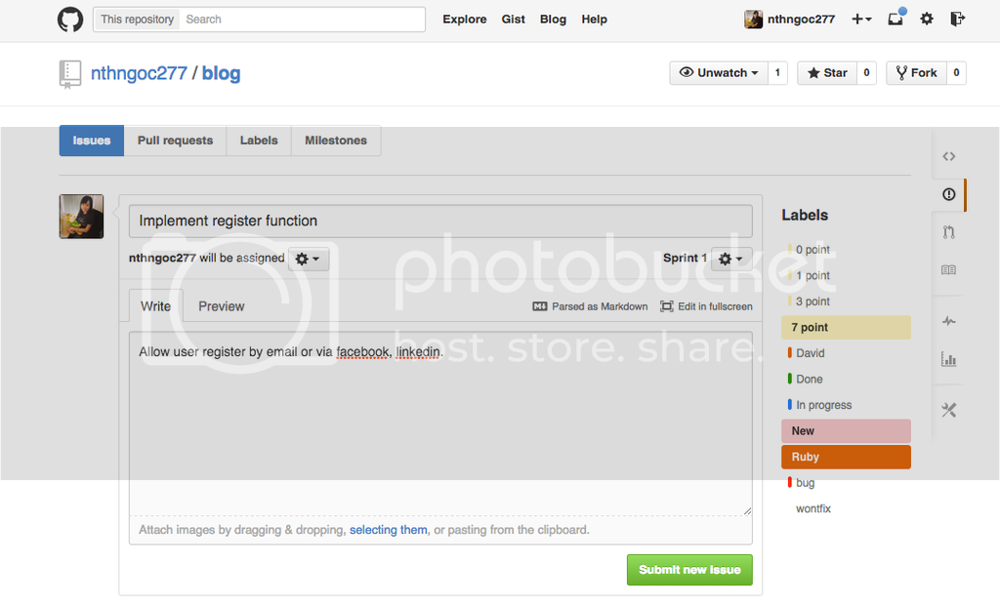 This repository Search Explore Gist Blog Help nthngoc277
nthngoc277 / blog Unwatch 1 Star 0 Fork 0
Issues Pull requests Labels Milestones
Implement register function
nthngoc277 will be assigned Sprint 1
Write Preview Parsed as Markdown Edit in fullscreen
Allow user register by email or via facebook, linkedin.
Attach images by dragging & dropping, selecting them, or pasting from the clipboard.
Submit new issue
Labels
0 point
1 point
3 point
7 point
David
Done
In progress
New
Ruby
bug
wontfix
photobucket
best. store. share.